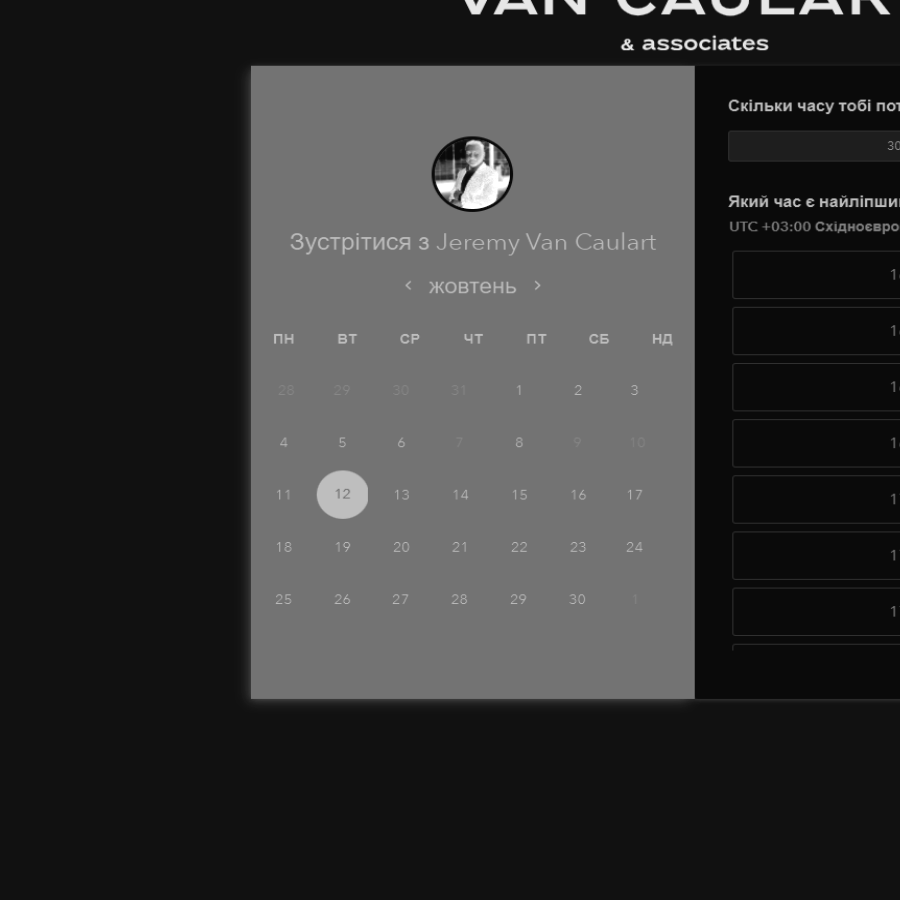 VAN CAULAR
& associates
Зустрітися з Jeremy Van Caulart
жовтень
ПН ВТ СР ЧТ ПТ СБ НД
28 29 30 31 1 2 3
4 5 6 7 8 9 10
11 12 13 14 15 16 17
18 19 20 21 22 23 24
25 26 27 28 29 30 1
Скільки часу тобі пот
30
Який час є найліпши
UTC +03:00 Східноєвро
1
1
1
1
1
1
1